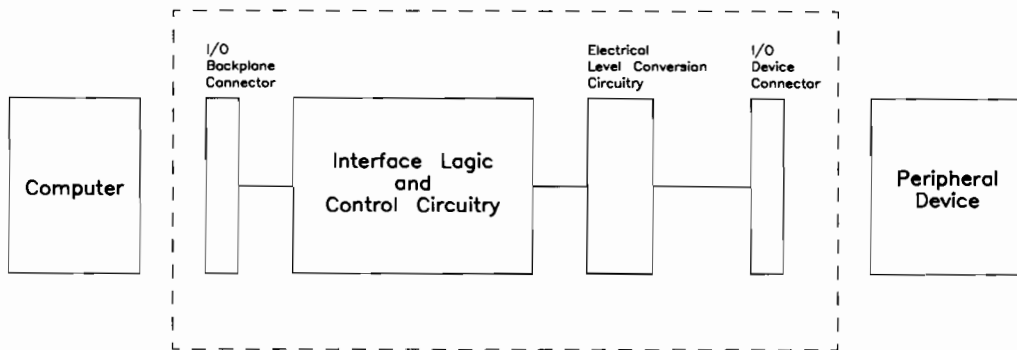 I/O
Backplane
Connector
Electrical
Level Conversion
Circuitry
I/O
Device
Connector
Computer
Interface Lagic
and
Control Circuitry
Peripheral
Device